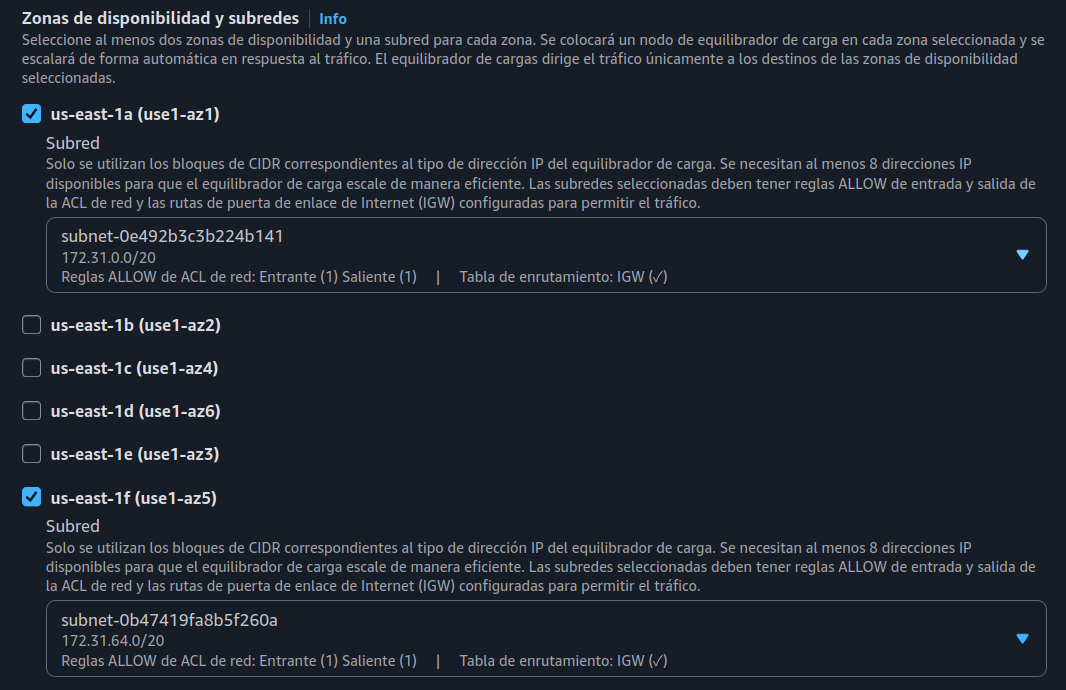 Zonas de disponibilidad y subredes | Info
Seleccione al menos dos zonas de disponibilidad y una subred para cada zona. Se colocará un nodo de equilibrador de carga en cada zona seleccionada y se
escalará de forma automática en respuesta al tráfico. El equilibrador de cargas dirige el tráfico únicamente a los destinos de las zonas de disponibilidad
seleccionadas.
us-east-1a (use1-az1)
Subred
Solo se utilizan los bloques de CIDR correspondientes al tipo de dirección IP del equilibrador de carga. Se necesitan al menos 8 direcciones IP
disponibles para que el equilibrador de carga escale de manera eficiente. Las subredes seleccionadas deben tener reglas ALLOW de entrada y salida de
la ACL de red y las rutas de puerta de enlace de Internet (IGW) configuradas para permitir el tráfico.
subnet-0e492b3c3b224b141
172.31.0.0/20
Reglas ALLOW de ACL de red: Entrante (1) Saliente (1) | Tabla de enrutamiento: IGW (✓)
us-east-1b (use1-az2)
us-east-1c (use1-az4)
us-east-1d (use1-az6)
us-east-1e (use1-az3)
us-east-1f (use1-az5)
Subred
Solo se utilizan los bloques de CIDR correspondientes al tipo de dirección IP del equilibrador de carga. Se necesitan al menos 8 direcciones IP
disponibles para que el equilibrador de carga escale de manera eficiente. Las subredes seleccionadas deben tener reglas ALLOW de entrada y salida de
la ACL de red y las rutas de puerta de enlace de Internet (IGW) configuradas para permitir el tráfico.
subnet-0b47419fa8b5f260a
172.31.64.0/20
Reglas ALLOW de ACL de red: Entrante (1) Saliente (1) | Tabla de enrutamiento: IGW (✓)